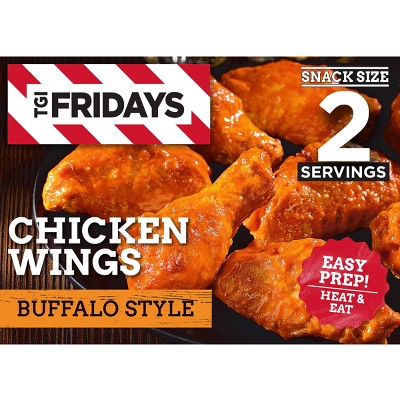 TGI FRIDAYS
SNACK SIZE
2
SERVINGS
CHICKEN
WINGS
BUFFALO STYLE
EASY
PREP!
HEAT &
EAT